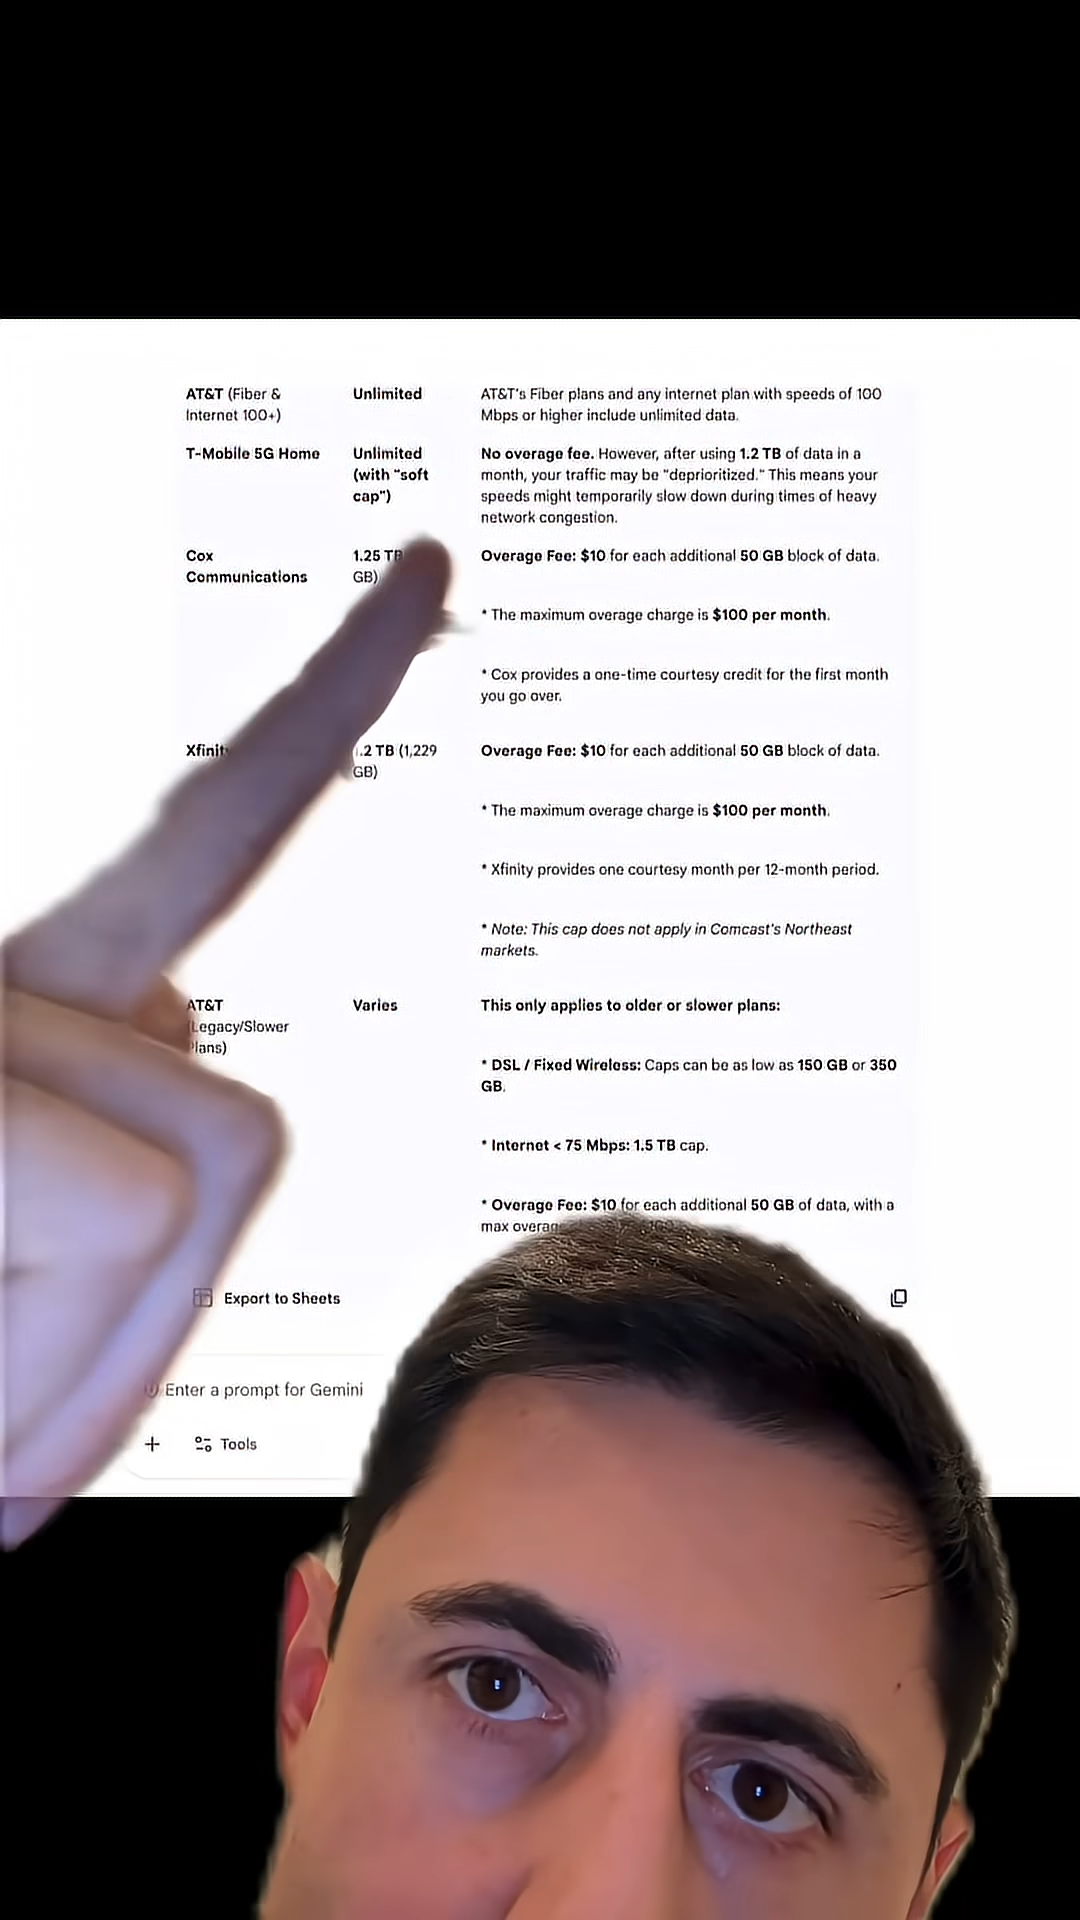 AT&T (Fiber &
Internet 100+)
Unlimited
AT&T's Fiber plans and any internet plan with speeds of 100
Mbps or higher include unlimited data.
T-Mobile 5G Home
Unlimited
(with "soft
cap")
No overage fee. However, after using 1.2 TB of data in a
month, your traffic may be "deprioritized." This means your
speeds might temporarily slow down during times of heavy
network congestion.
Cox
Communications
1.25 TB
GB)
Overage Fee: $10 for each additional 50 GB block of data.
* The maximum overage charge is $100 per month.
* Cox provides a one-time courtesy credit for the first month
you go over.
Xfinit
.2 TB (1,229
GB)
Overage Fee: $10 for each additional 50 GB block of data.
* The maximum overage charge is $100 per month.
* Xfinity provides one courtesy month per 12-month period.
* Note: This cap does not apply in Comcast's Northeast
markets.
AT&T
(Legacy/Slower
Plans)
Varies
This only applies to older or slower plans:
* DSL / Fixed Wireless: Caps can be as low as 150 GB or 350
GB.
* Internet < 75 Mbps: 1.5 TB cap.
* Overage Fee: $10 for each additional 50 GB of data, with a
max overag
Export to Sheets
Enter a prompt for Gemini
+ Tools